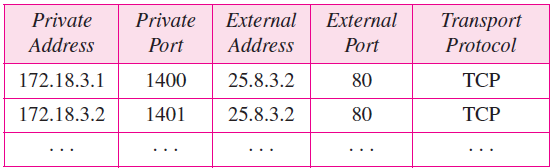 Private Address Private Port External Address External Port Transport Protocol
172.18.3.1 1400 25.8.3.2 80 TCP
172.18.3.2 1401 25.8.3.2 80 TCP
. . . . . . . . . . . . . . .